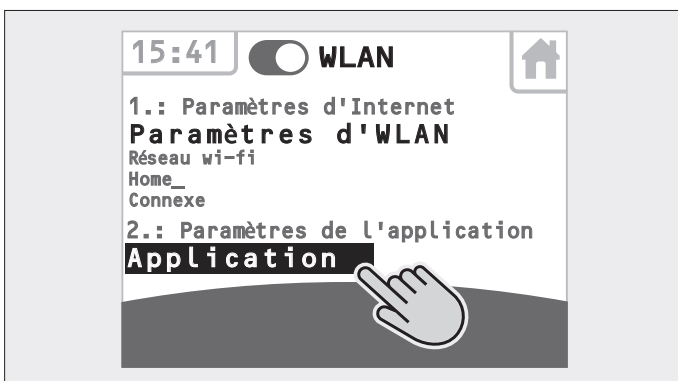 15:41 WLAN
1.: Paramètres d'Internet
Paramètres d'WLAN
Réseau wi-fi
Home_
Connexe
2.: Paramètres de l'application
Application